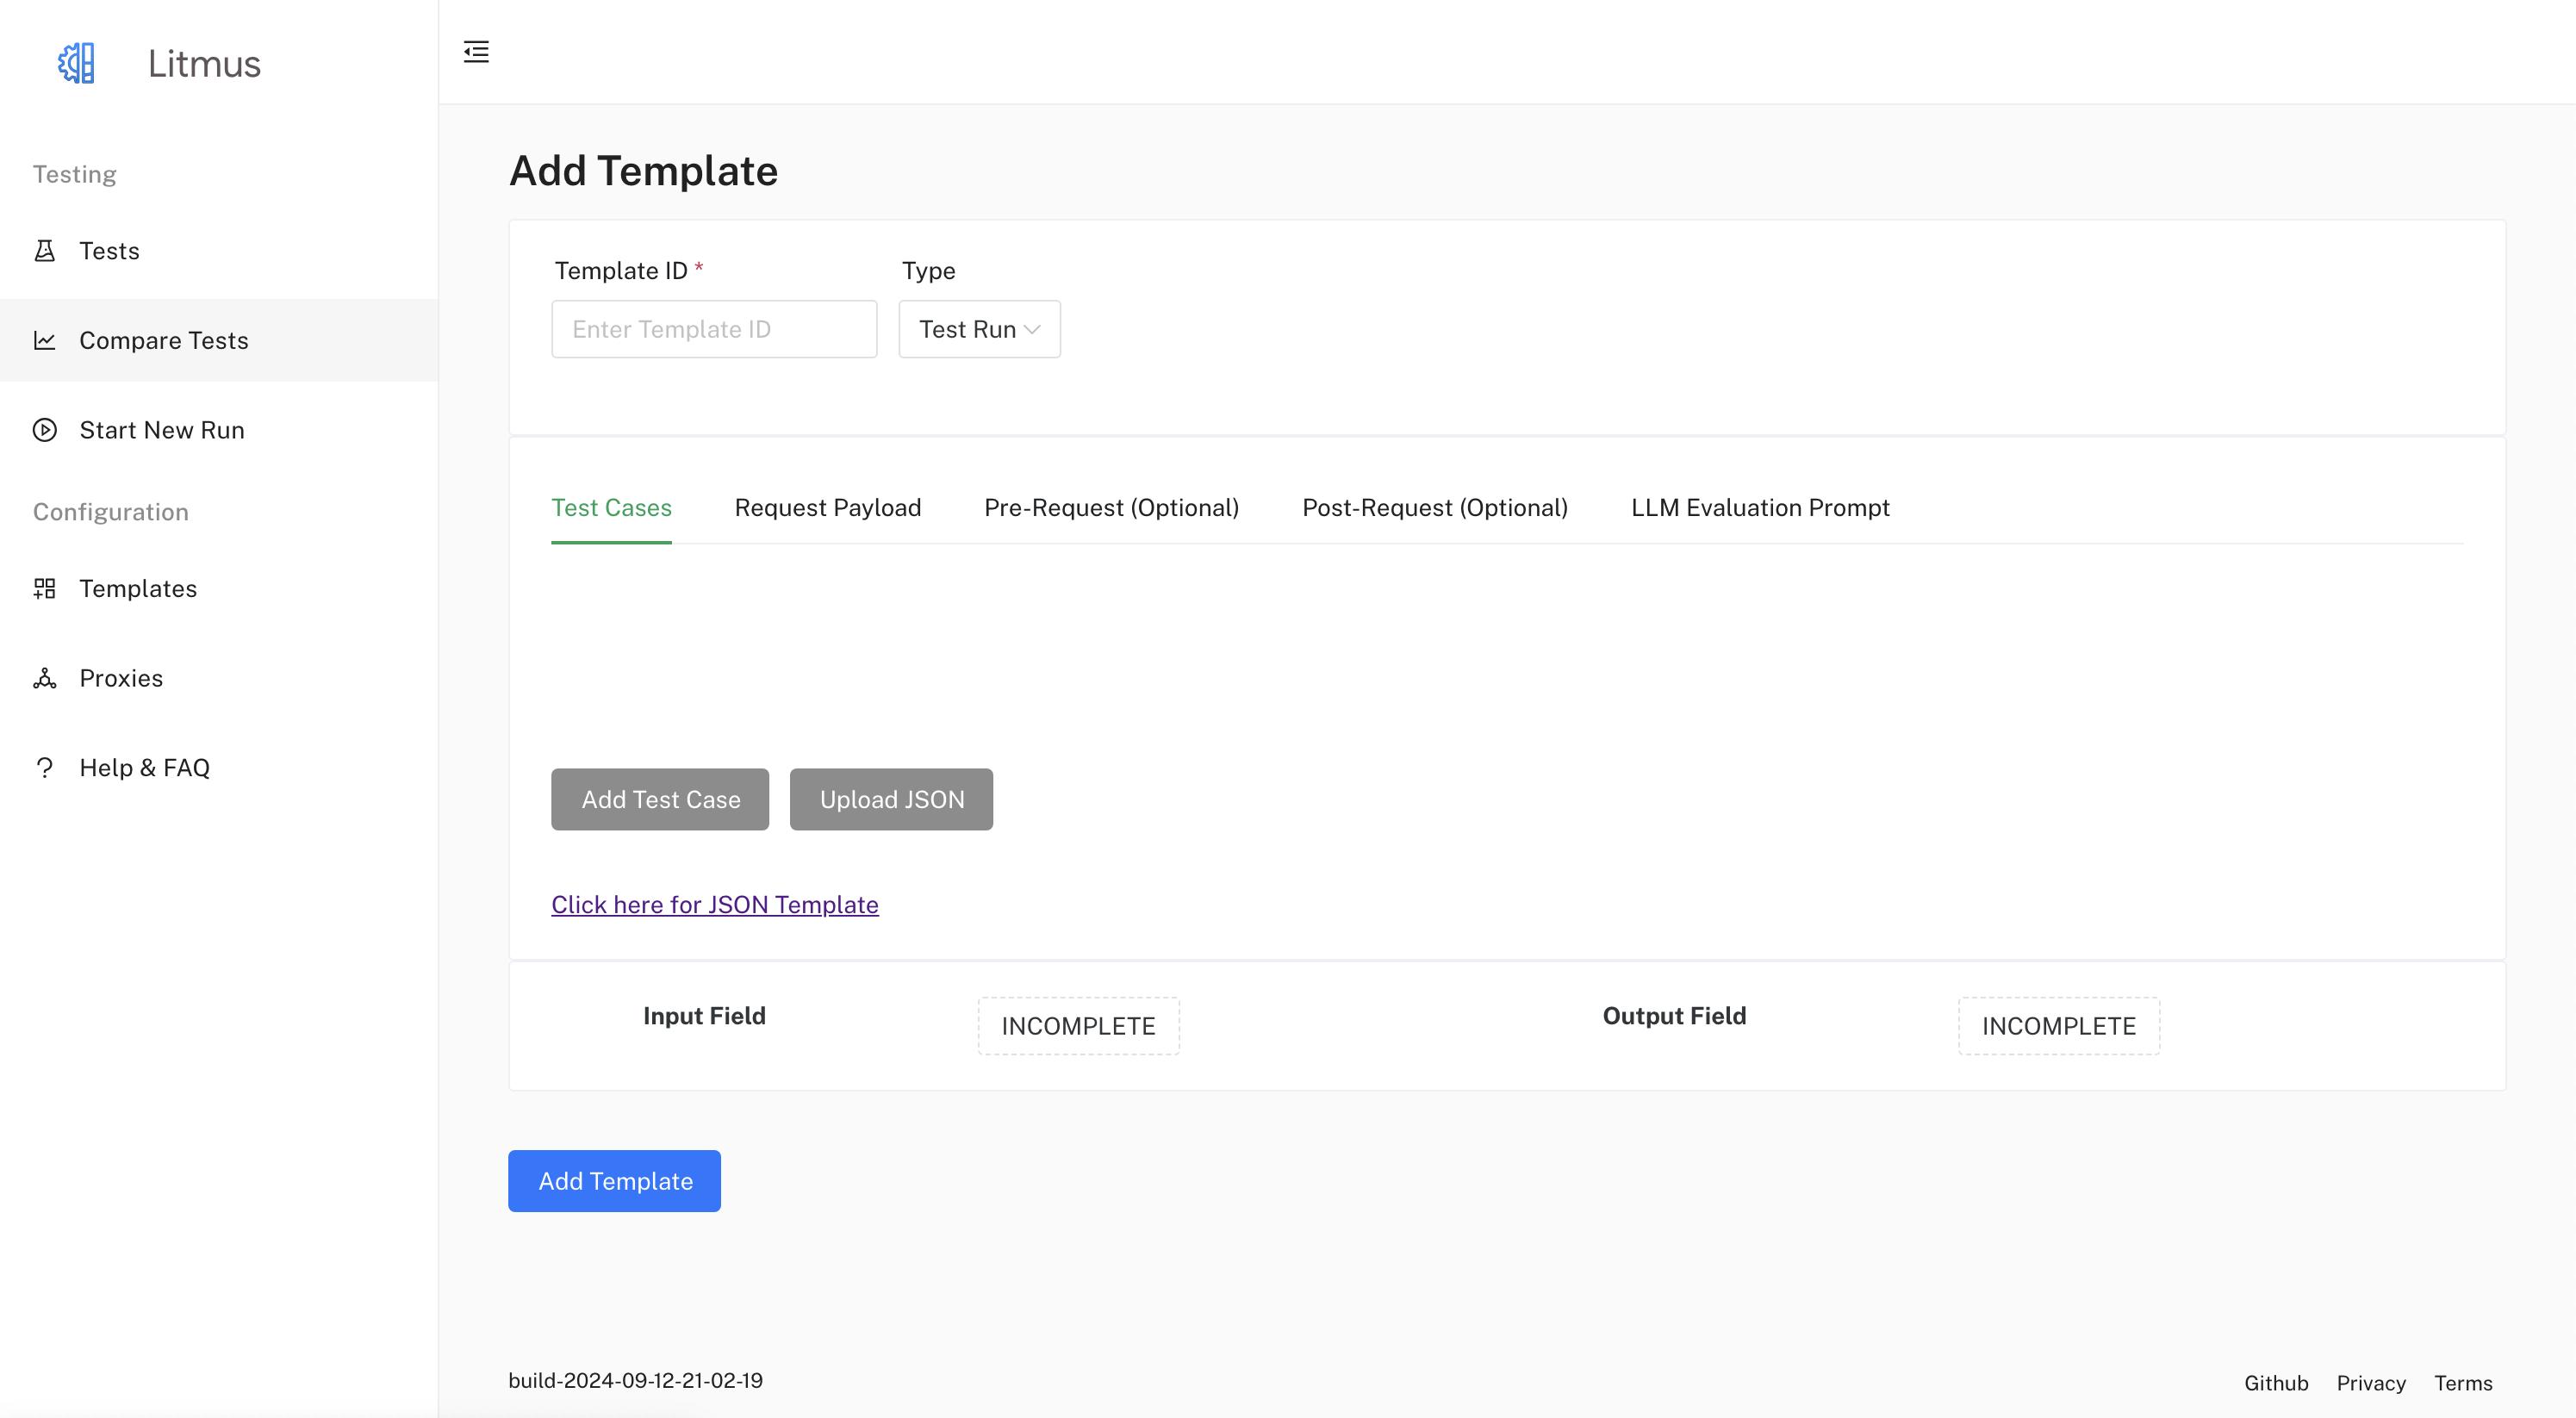 Litmus
Testing
Tests
Compare Tests
Start New Run
Configuration
Templates
Proxies
Help & FAQ
Add Template
Template ID *
Type
Enter Template ID
Test Run
Test Cases
Request Payload
Pre-Request (Optional)
Post-Request (Optional)
LLM Evaluation Prompt
Add Test Case
Upload JSON
Click here for JSON Template
Input Field
INCOMPLETE
Output Field
INCOMPLETE
Add Template
build-2024-09-12-21-02-19
Github
Privacy
Terms